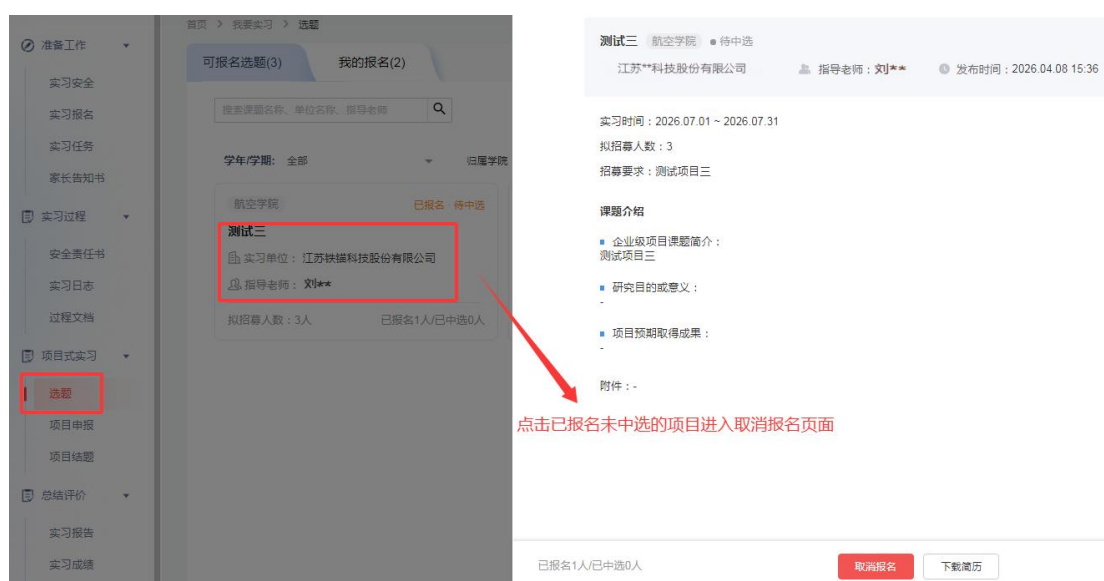 首页 > 我要实习 > 选题
准备工作
实习安全
实习报名
实习任务
家长告知书
实习过程
安全责任书
实习日志
过程文档
项目式实习
选题
项目申报
项目结题
总结评价
实习报告
实习成绩
可报名选题(3)
我的报名(2)
搜索课题名称、单位名称、指导老师
学年/学期: 全部
归属学院
航空学院
已报名 待中选
测试三
实习单位： 江苏铁锚科技股份有限公司
指导老师： 刘**
拟招募人数：3人
已报名1人/已中选0人
测试三 航空学院 待中选
江苏**科技股份有限公司 指导老师：刘** 发布时间：2026.04.08 15:36
实习时间：2026.07.01 ~ 2026.07.31
拟招募人数：3
招募要求：测试项目三
课题介绍
企业级项目课题简介：
测试项目三
研究目的或意义：
-
项目预期取得成果：
-
附件：-
点击已报名未中选的项目进入取消报名页面
已报名1人/已中选0人
取消报名
下载简历